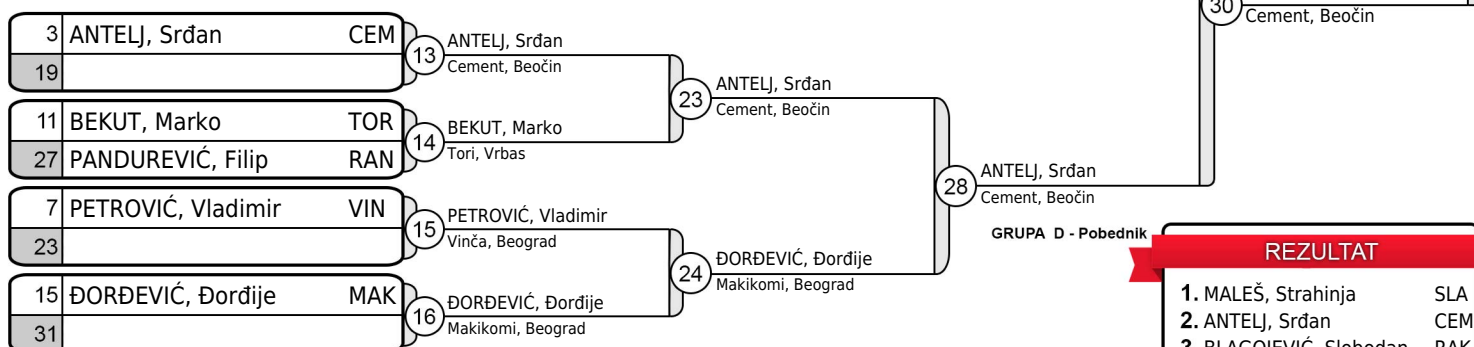 30
Cement, Beočin
3 ANTELJ, Srđan CEM
19
13
ANTELJ, Srđan
Cement, Beočin
11 BEKUT, Marko TOR
27 PANDUREVIĆ, Filip RAN
14
BEKUT, Marko
Tori, Vrbas
23
ANTELJ, Srđan
Cement, Beočin
7 PETROVIĆ, Vladimir VIN
23
15
PETROVIĆ, Vladimir
Vinča, Beograd
15 ĐORĐEVIĆ, Đorđije MAK
31
16
ĐORĐEVIĆ, Đorđije
Makikomi, Beograd
24
ĐORĐEVIĆ, Đorđije
Makikomi, Beograd
28
ANTELJ, Srđan
Cement, Beočin
GRUPA D - Pobednik
REZULTAT
1. MALEŠ, Strahinja SLA
2. ANTELJ, Srđan CEM
3. BLAGOJEVIĆ, Slobodan